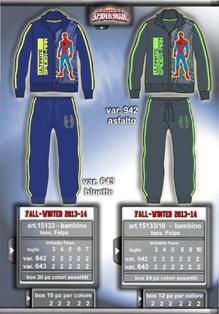 ULTIMATE
SPIDER-MAN
SPIDER-MAN
ULTIMATE
SPIDER-MAN
var. 942
asfalto
var. 643
bluette
FALL-WINTER 2013-14
art.15133 - bambino
tess. Felpa
taglie 3 4 5 6 7
var. 942 2 2 2 2 2
var. 643 2 2 2 2 2
box 20 pz colori assortiti
box 10 pz per colore
2 2 2 2 2
FALL-WINTER 2013-14
art.15133/10 - bambino
tess. Felpa
taglie 3 4 5 6 8 10
var. 942 2 2 2 2 2 2
var. 643 2 2 2 2 2 2
box 24 pz colori assortiti
box 12 pz per colore
2 2 2 2 2 2